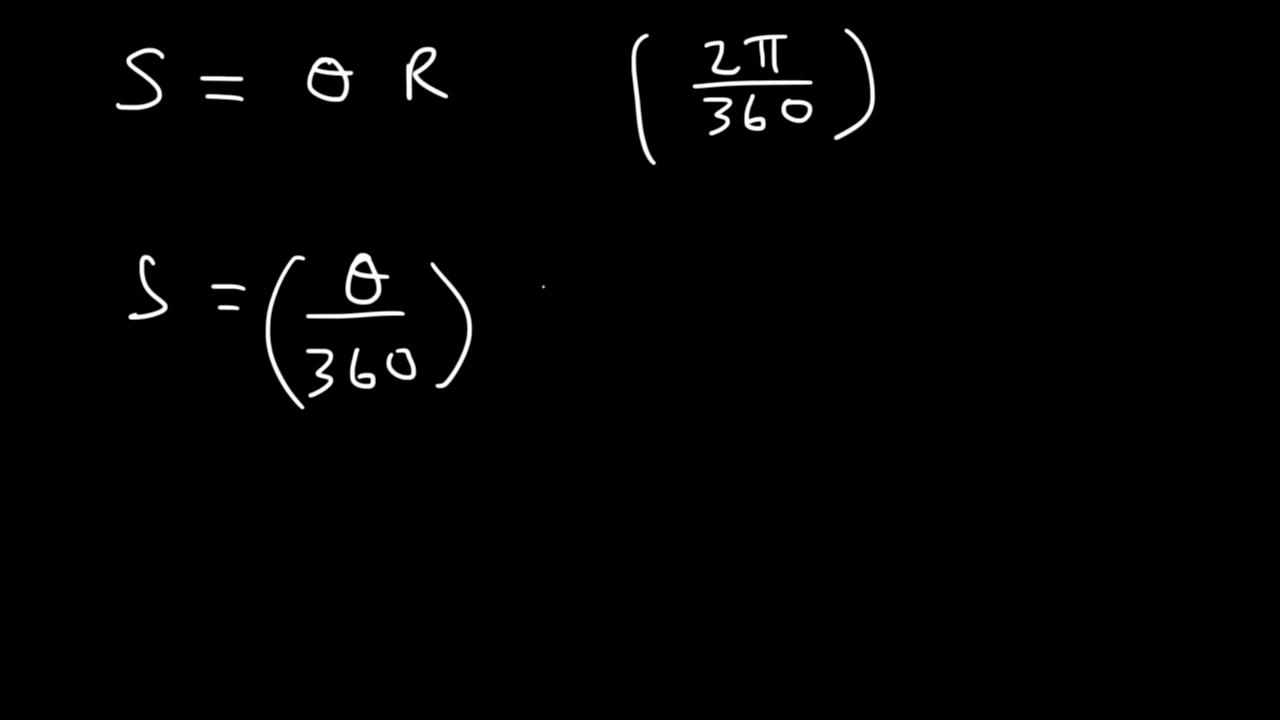 S = θ R (2π/360)
S = (θ/360)